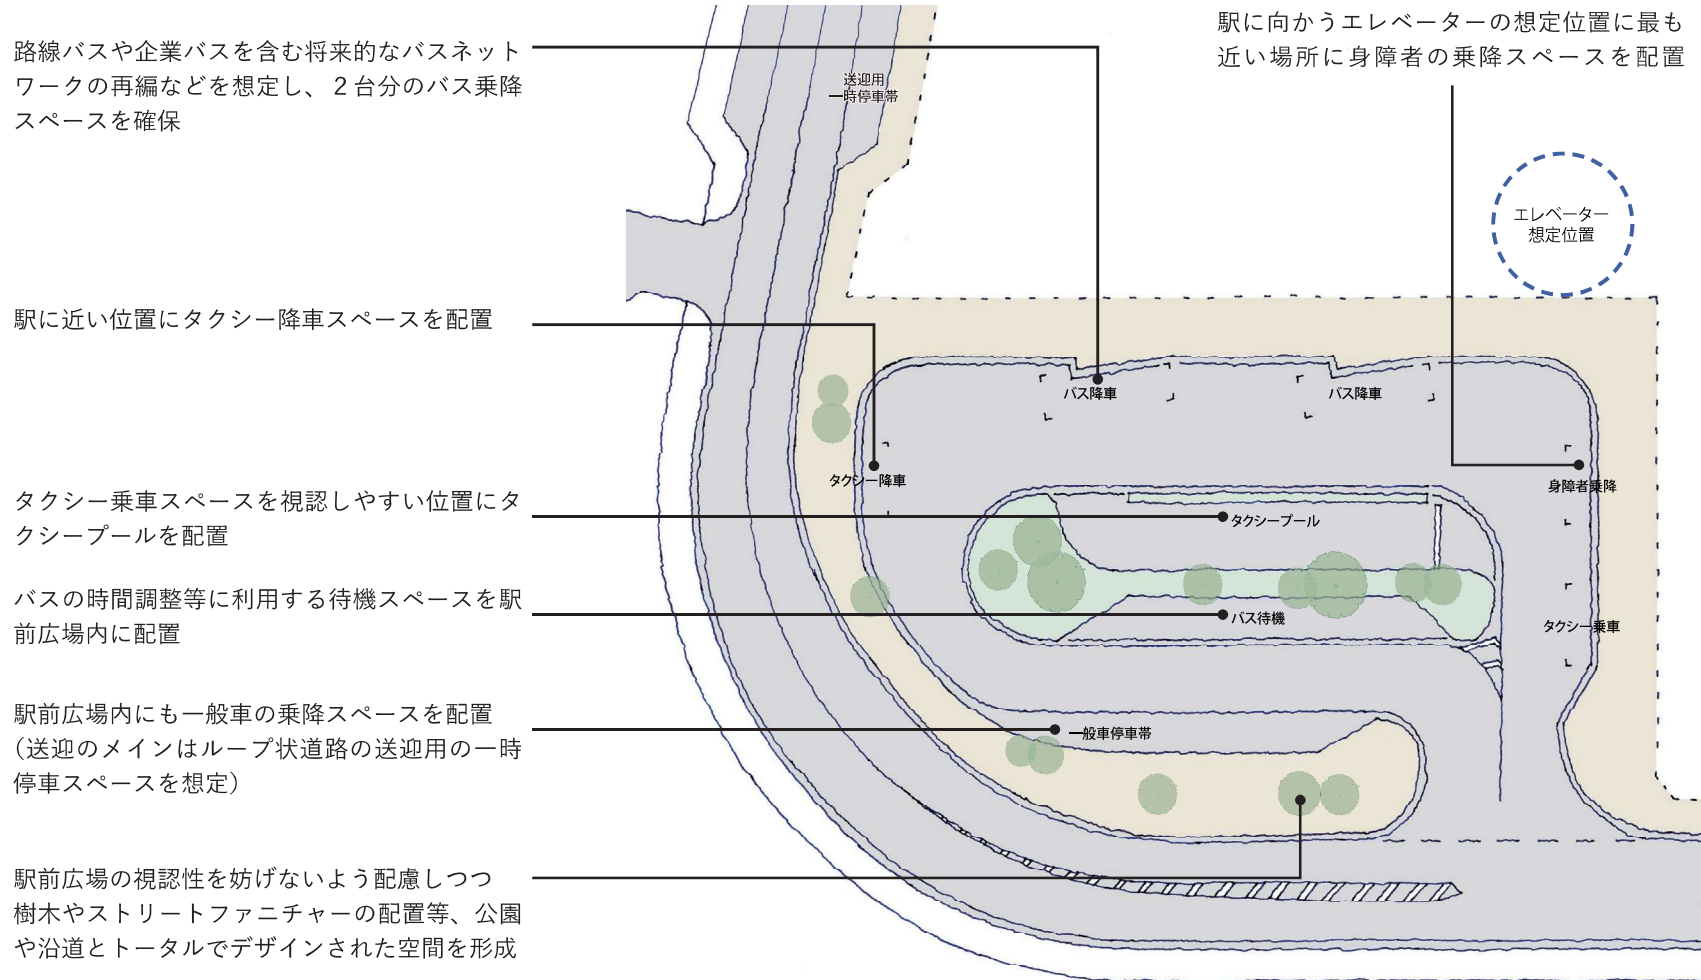 路線バスや企業バスを含む将来的なバスネット
ワークの再編などを想定し、２台分のバス乗降
スペースを確保
駅に向かうエレベーターの想定位置に最も
近い場所に身障者の乗降スペースを配置
送迎用
一時停車帯
エレベーター
想定位置
駅に近い位置にタクシー降車スペースを配置
バス降車
バス降車
タクシー降車
身障者乗降
タクシー乗車スペースを視認しやすい位置にタ
クシープールを配置
タクシープール
バスの時間調整等に利用する待機スペースを駅
前広場内に配置
バス待機
タクシー乗車
駅前広場内にも一般車の乗降スペースを配置
（送迎のメインはループ状道路の送迎用の一時
停車スペースを想定）
一般車停車帯
駅前広場の視認性を妨げないよう配慮しつつ
樹木やストリートファニチャーの配置等、公園
や沿道とトータルでデザインされた空間を形成